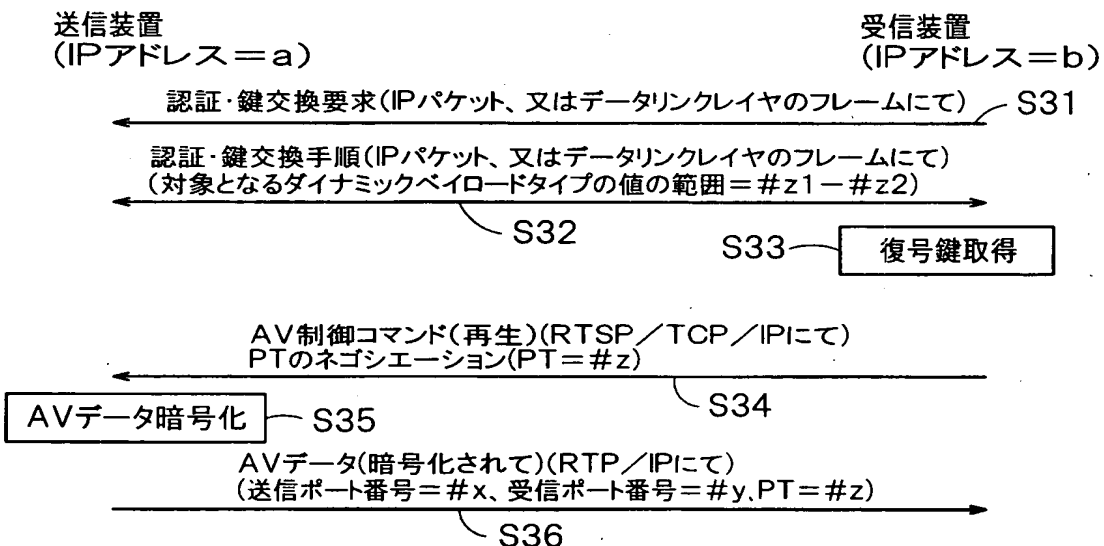 送信装置
(IPアドレス=a)
受信装置
(IPアドレス=b)
認証・鍵交換要求(IPパケット、又はデータリンクレイヤのフレームにて)
S31
認証・鍵交換手順(IPパケット、又はデータリンクレイヤのフレームにて)
(対象となるダイナミックペイロードタイプの値の範囲=#z1-#z2)
S32
S33
復号鍵取得
AV制御コマンド(再生)(RTSP/TCP/IPにて)
PTのネゴシエーション(PT=#z)
S34
AVデータ暗号化
S35
AVデータ(暗号化されて)(RTP/IPにて)
(送信ポート番号=#x、受信ポート番号=#y,PT=#z)
S36